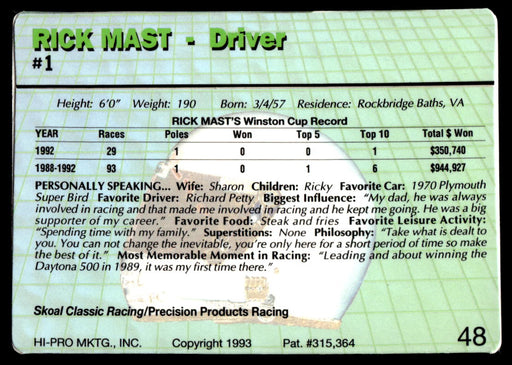 RICK MAST - Driver
#1
Height: 6'0" Weight: 190 Born: 3/4/57 Residence: Rockbridge Baths, VA
RICK MAST'S Winston Cup Record
YEAR Races Poles Won Top 5 Top 10 Total $ Won
1992 29 1 0 0 1 $350,740
1988-1992 93 1 0 1 6 $944,927
PERSONALLY SPEAKING... Wife: Sharon Children: Ricky Favorite Car: 1970 Plymouth
Super Bird Favorite Driver: Richard Petty Biggest Influence: "My dad, he was always
involved in racing and that made me involved in racing and he kept me going. He was a big
supporter of my career." Favorite Food: Steak and fries Favorite Leisure Activity:
"Spending time with my family." Superstitions: None Philosophy: "Take what is dealt to
you. You can not change the inevitable, you're only here for a short period of time so make
the best of it." Most Memorable Moment in Racing: "Leading and about winning the
Daytona 500 in 1989, it was my first time there."
Skoal Classic Racing/Precision Products Racing
HI-PRO MKTG., INC. Copyright 1993 Pat. #315,364 48